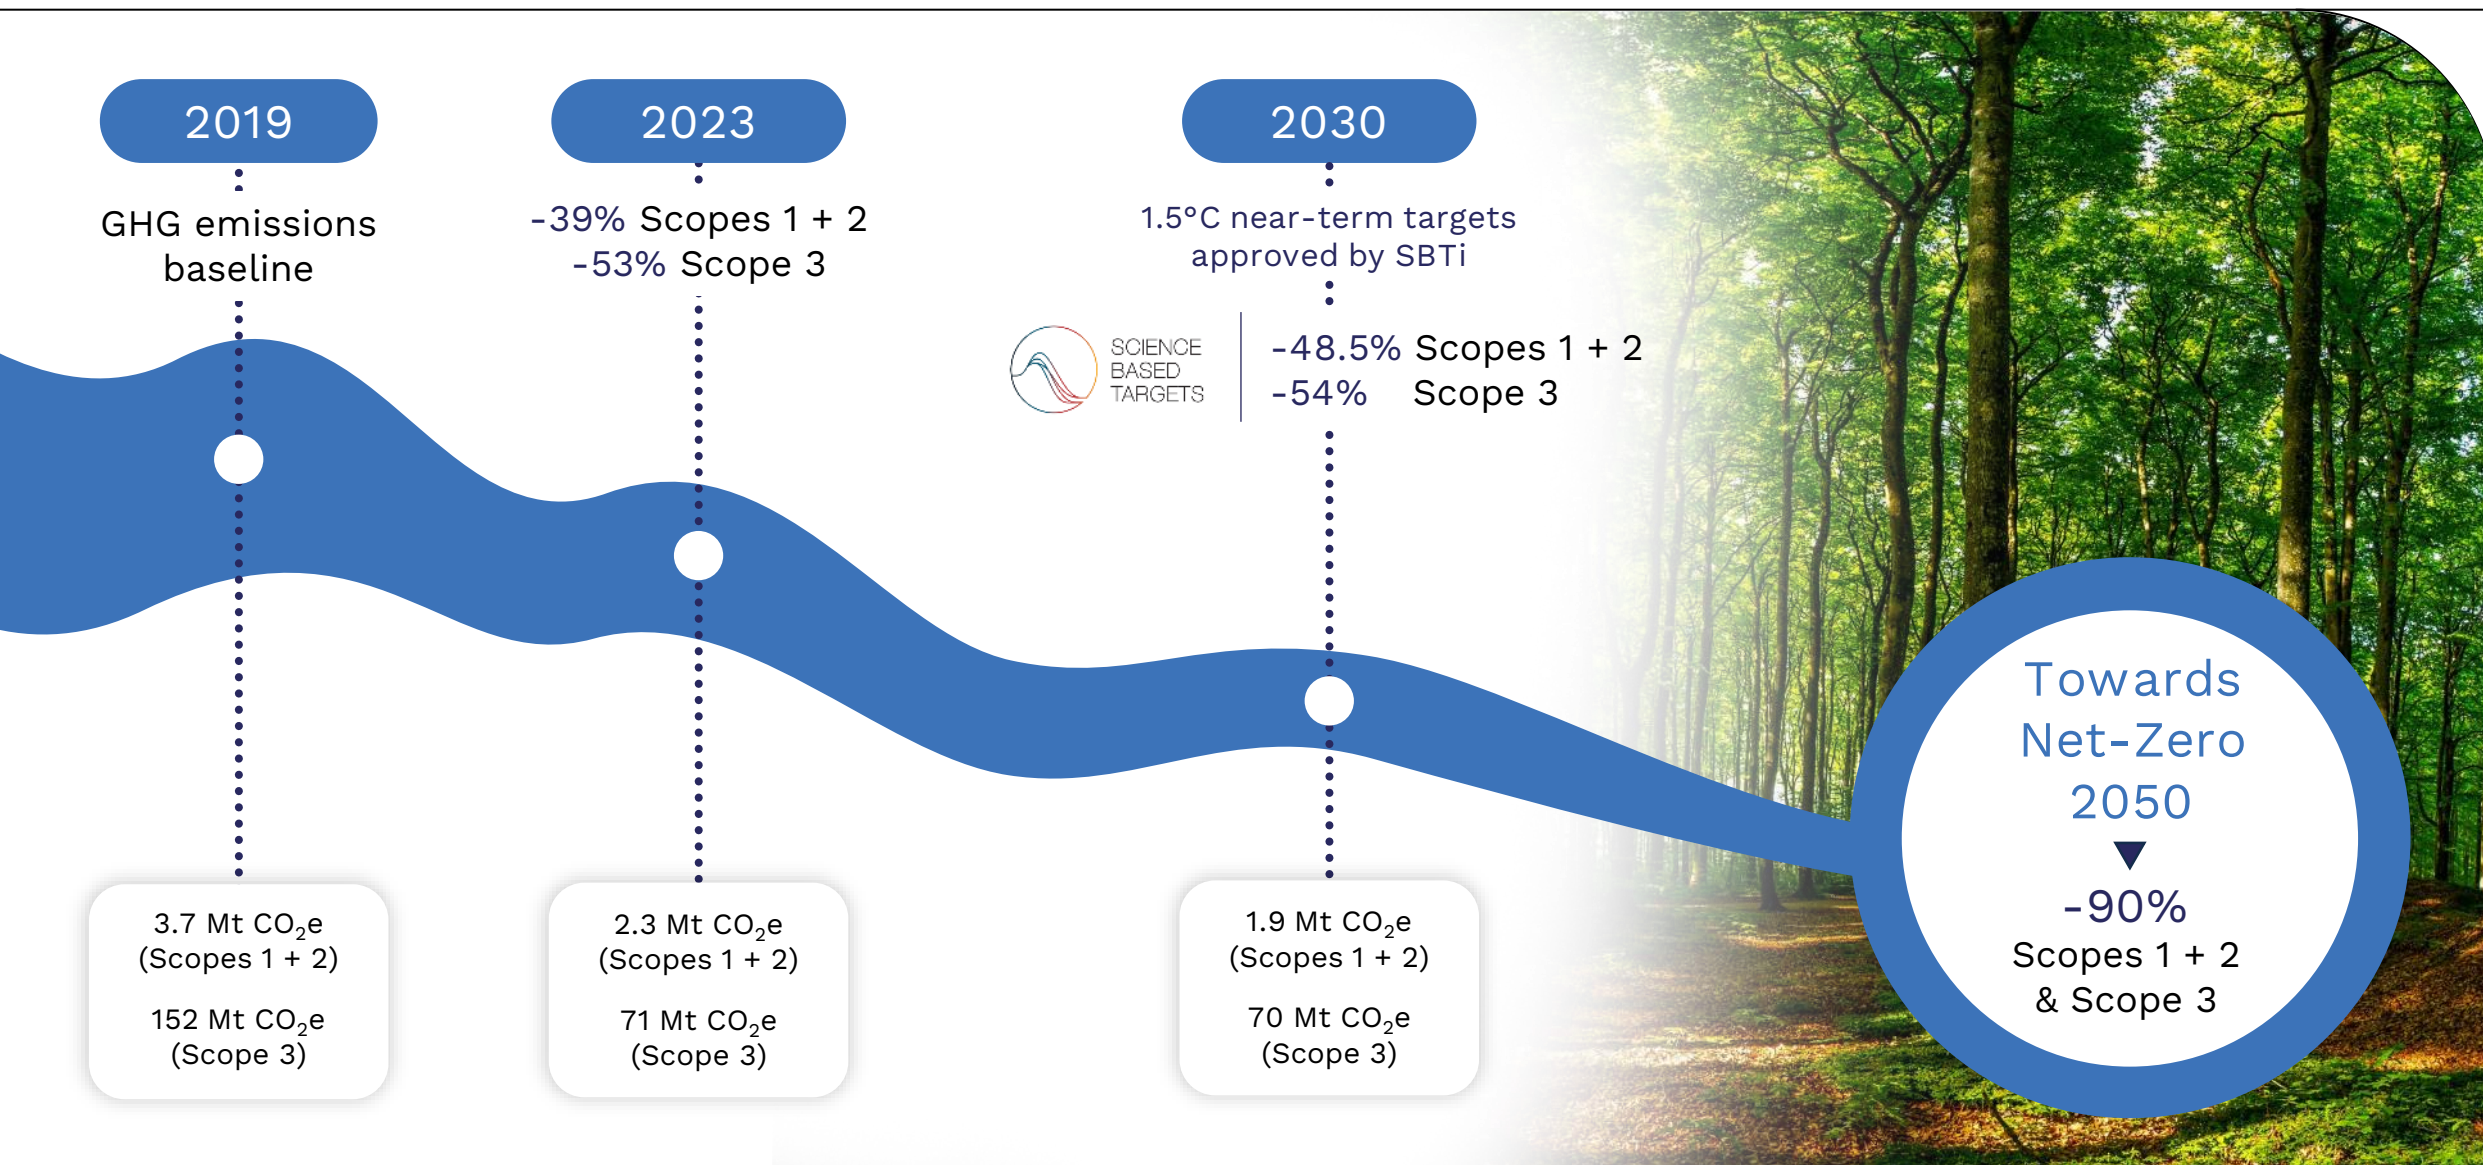 2019
GHG emissions
baseline
3.7 Mt CO₂e
(Scopes 1 + 2)
152 Mt CO₂e
(Scope 3)
2023
-39% Scopes 1 + 2
-53% Scope 3
2.3 Mt CO₂e
(Scopes 1 + 2)
71 Mt CO₂e
(Scope 3)
2030
1.5°C near-term targets
approved by SBTi
SCIENCE
BASED
TARGETS
-48.5% Scopes 1 + 2
-54% Scope 3
1.9 Mt CO₂e
(Scopes 1 + 2)
70 Mt CO₂e
(Scope 3)
Towards
Net-Zero
2050
-90%
Scopes 1 + 2
& Scope 3